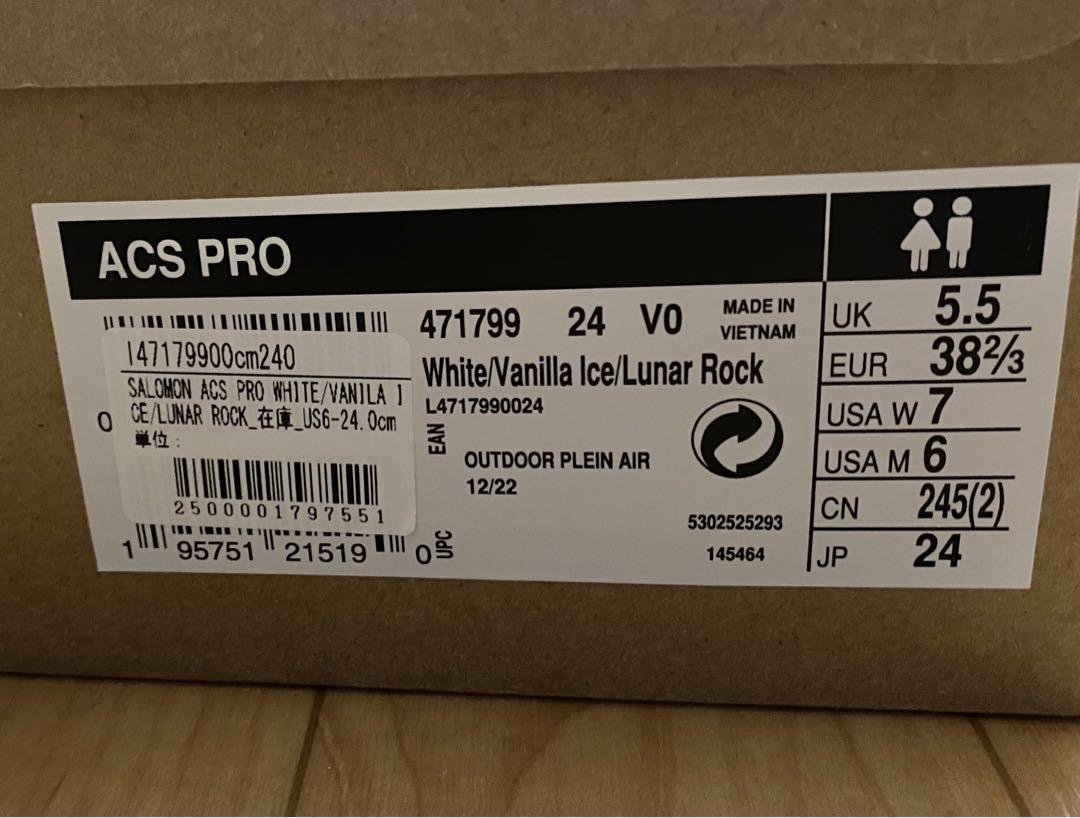 ACS PRO
471799 24 V0 MADE IN VIETNAM
White/Vanilla Ice/Lunar Rock
L4717990024
EAN
OUTDOOR PLEIN AIR
12/22
5302525293
145464
I47179900cm240
SALOMON ACS PRO WHITE/VANILA I
CE/LUNAR ROCK_在庫_US6-24.0cm
単位:
2500001797551
0
1 95751 21519 0 UPC
UK 5.5
EUR 38⅔
USA W 7
USA M 6
CN 245(2)
JP 24